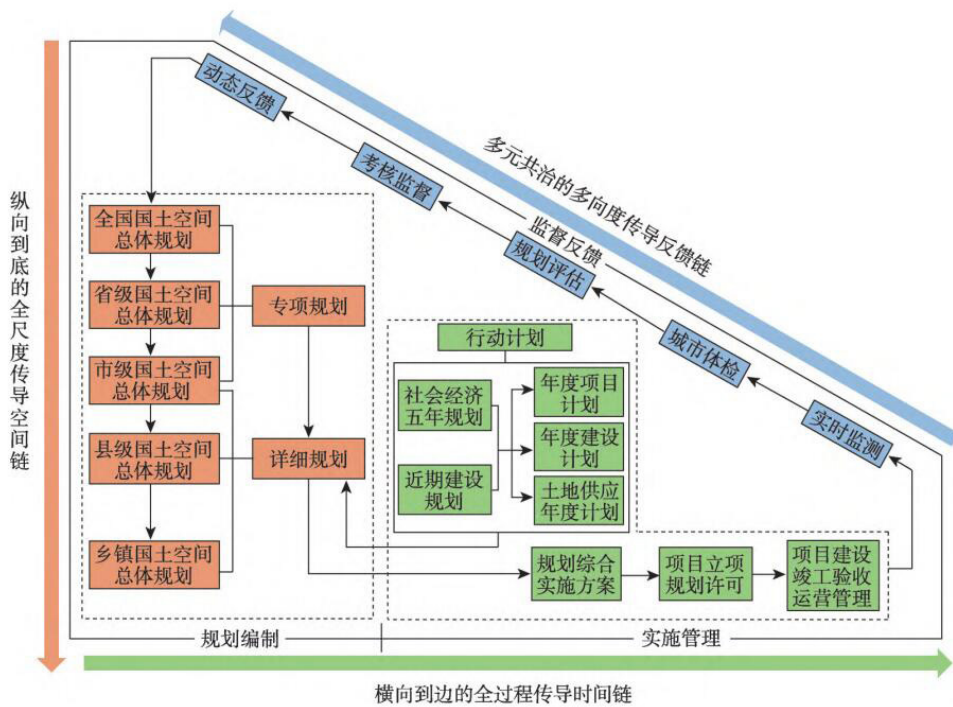 纵向到底的全尺度传导空间链
动态反馈
考核监督
规划评估
城市体检
实时监测
多元共治的多向度传导反馈链
监督反馈
全国国土空间
总体规划
省级国土空间
总体规划
市级国土空间
总体规划
县级国土空间
总体规划
乡镇国土空间
总体规划
专项规划
详细规划
行动计划
社会经济
五年规划
近期建设
规划
年度项目
计划
年度建设
计划
土地供应
年度计划
规划综合
实施方案
项目立项
规划许可
项目建设
竣工验收
运营管理
规划编制
实施管理
横向到边的全过程传导时间链